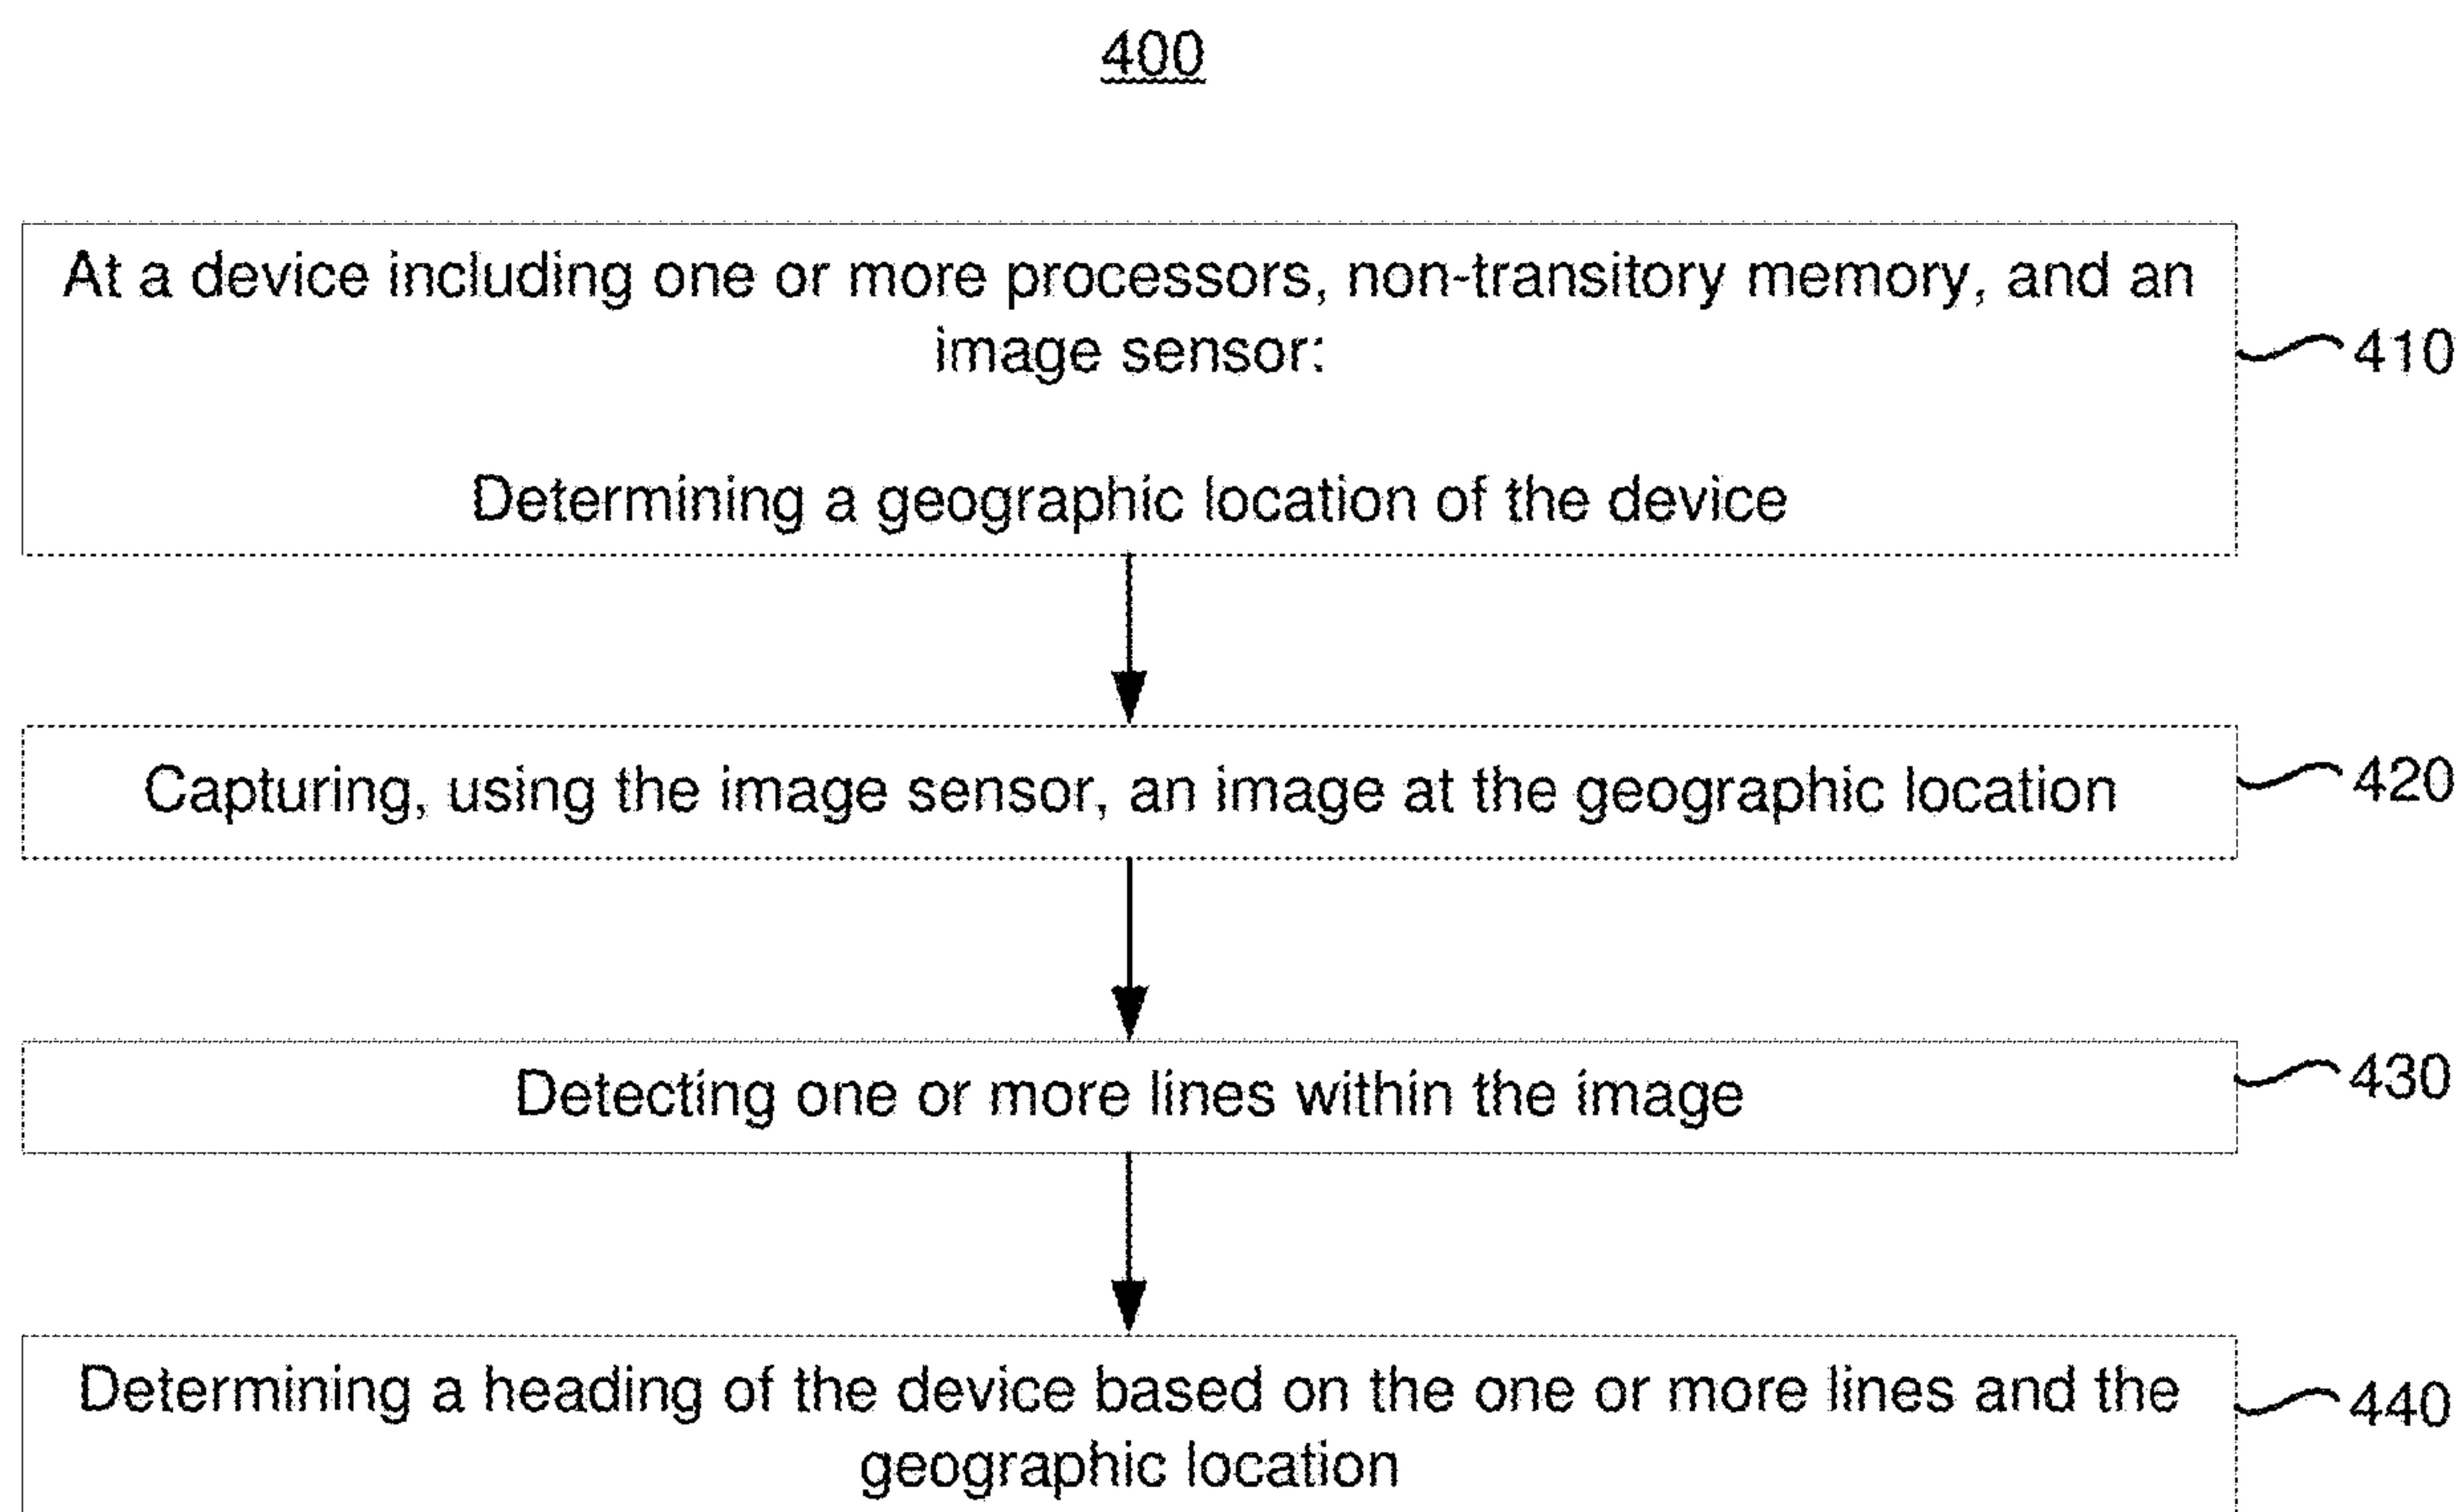 400
At a device including one or more processors, non-transitory memory, and an
image sensor:
410
Determining a geographic location of the device
Capturing, using the image sensor, an image at the geographic location
420
Detecting one or more lines within the image
430
Determining a heading of the device based on the one or more lines and the
440
geographic location